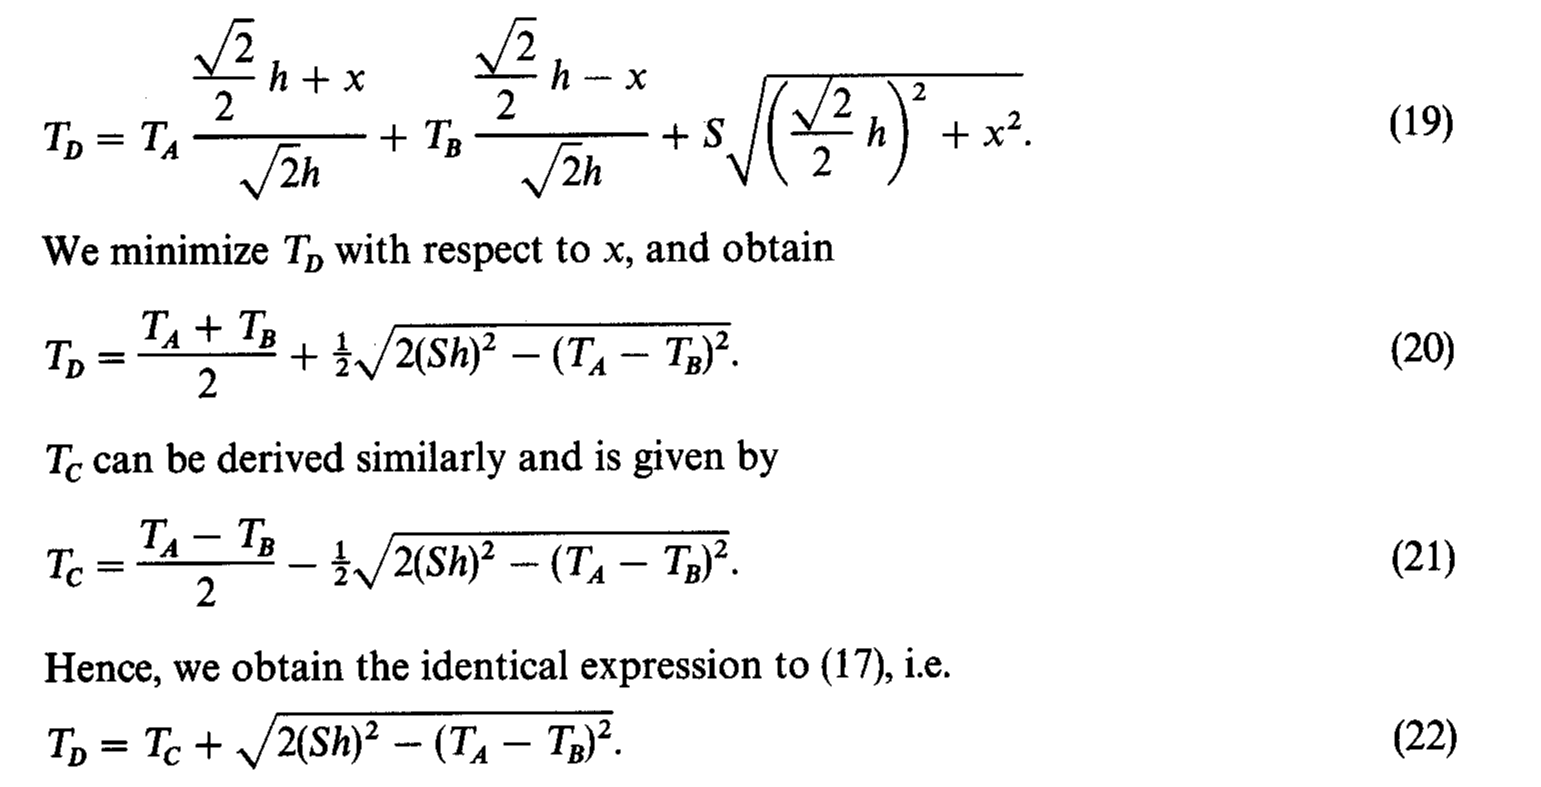 T_D = T_A \frac{\frac{\sqrt{2}}{2} h + x}{\sqrt{2}h} + T_B \frac{\frac{\sqrt{2}}{2} h - x}{\sqrt{2}h} + S \sqrt{\left(\frac{\sqrt{2}}{2} h\right)^2 + x^2}. (19)
We minimize T_D with respect to x, and obtain
T_D = \frac{T_A + T_B}{2} + \frac{1}{2}\sqrt{2(Sh)^2 - (T_A - T_B)^2}. (20)
T_C can be derived similarly and is given by
T_C = \frac{T_A - T_B}{2} - \frac{1}{2}\sqrt{2(Sh)^2 - (T_A - T_B)^2}. (21)
Hence, we obtain the identical expression to (17), i.e.
T_D = T_C + \sqrt{2(Sh)^2 - (T_A - T_B)^2}. (22)